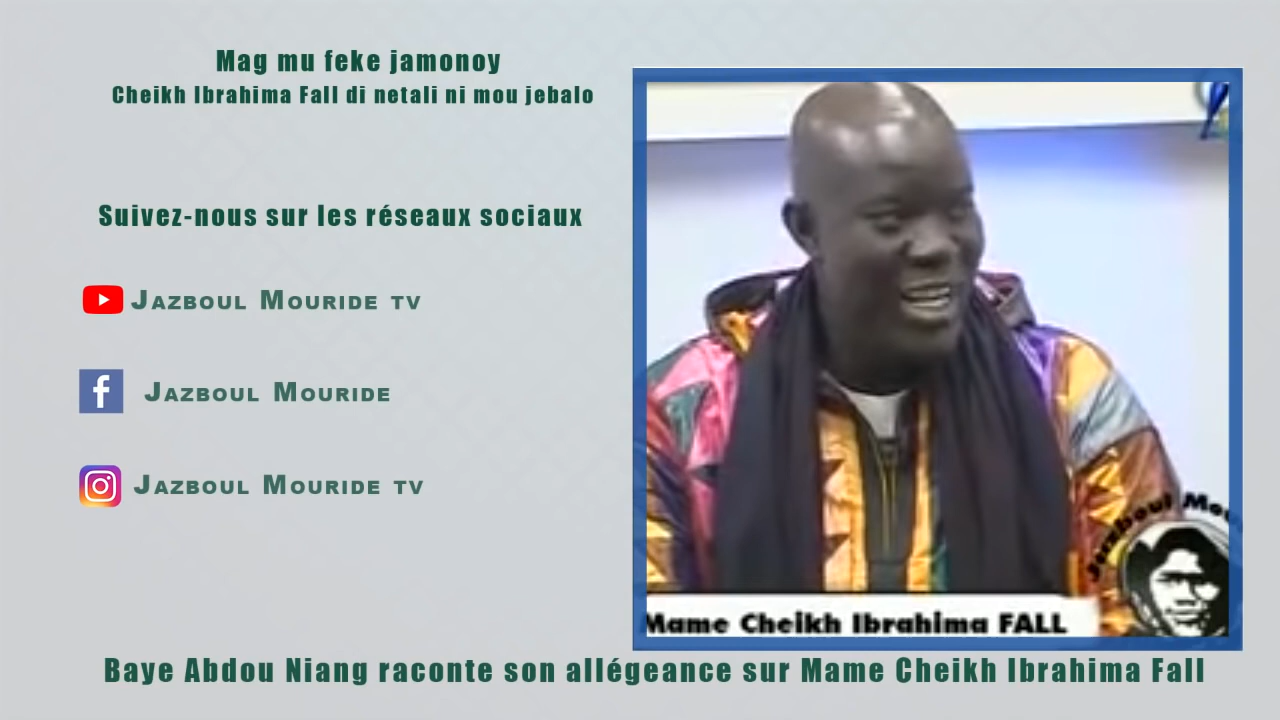 Mag mu feke jamonoy
Cheikh Ibrahima Fall di netali ni mou jebalo
Suivez-nous sur les réseaux sociaux
Jazboul Mouride tv
Jazboul Mouride
Jazboul Mouride tv
Jazboul Mou
Mame Cheikh Ibrahima FALL
Baye Abdou Niang raconte son allégeance sur Mame Cheikh Ibrahima Fall